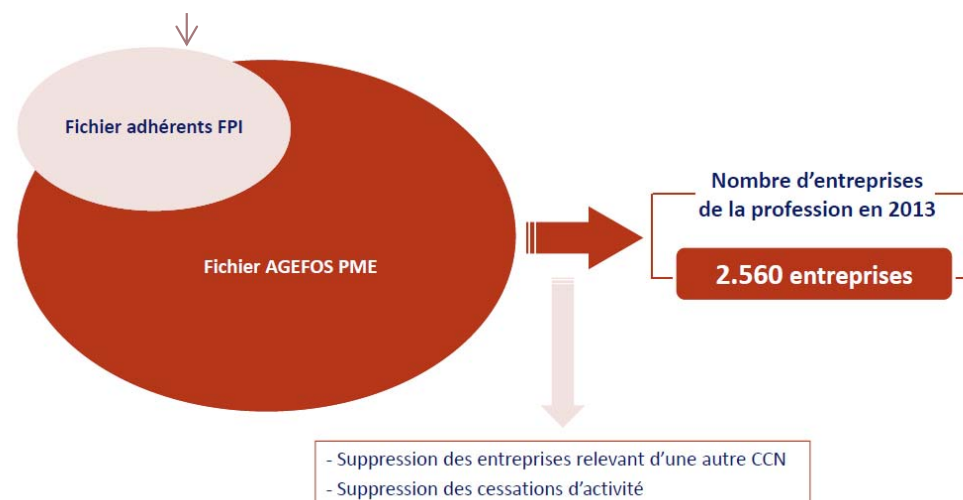 Fichier adhérents FPI
Fichier AGEFOS PME
Nombre d’entreprises
de la profession en 2013
2.560 entreprises
- Suppression des entreprises relevant d’une autre CCN
- Suppression des cessations d’activité